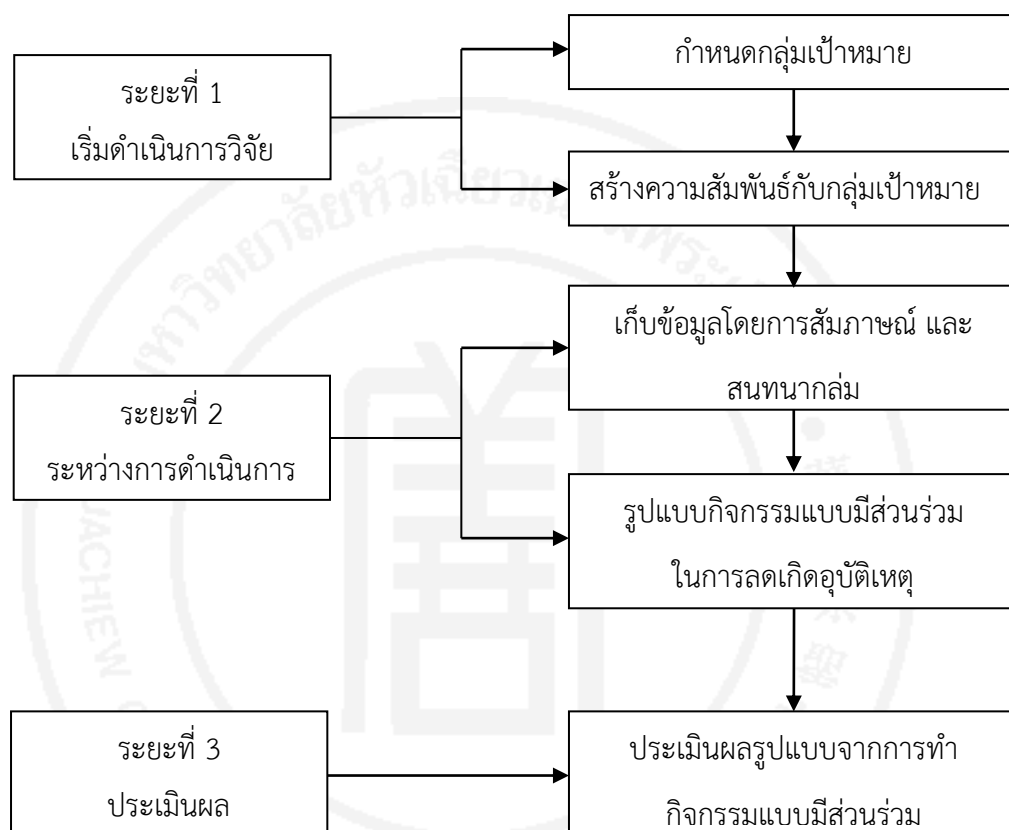 ระยะที่ 1
เริ่มดำเนินการวิจัย
กำหนดกลุ่มเป้าหมาย
สร้างความสัมพันธ์กับกลุ่มเป้าหมาย
ระยะที่ 2
ระหว่างการดำเนินการ
เก็บข้อมูลโดยการสัมภาษณ์ และ
สนทนากลุ่ม
รูปแบบกิจกรรมแบบมีส่วนร่วม
ในการลดเกิดอุบัติเหตุ
ระยะที่ 3
ประเมินผล
ประเมินผลรูปแบบจากการทำ
กิจกรรมแบบมีส่วนร่วม